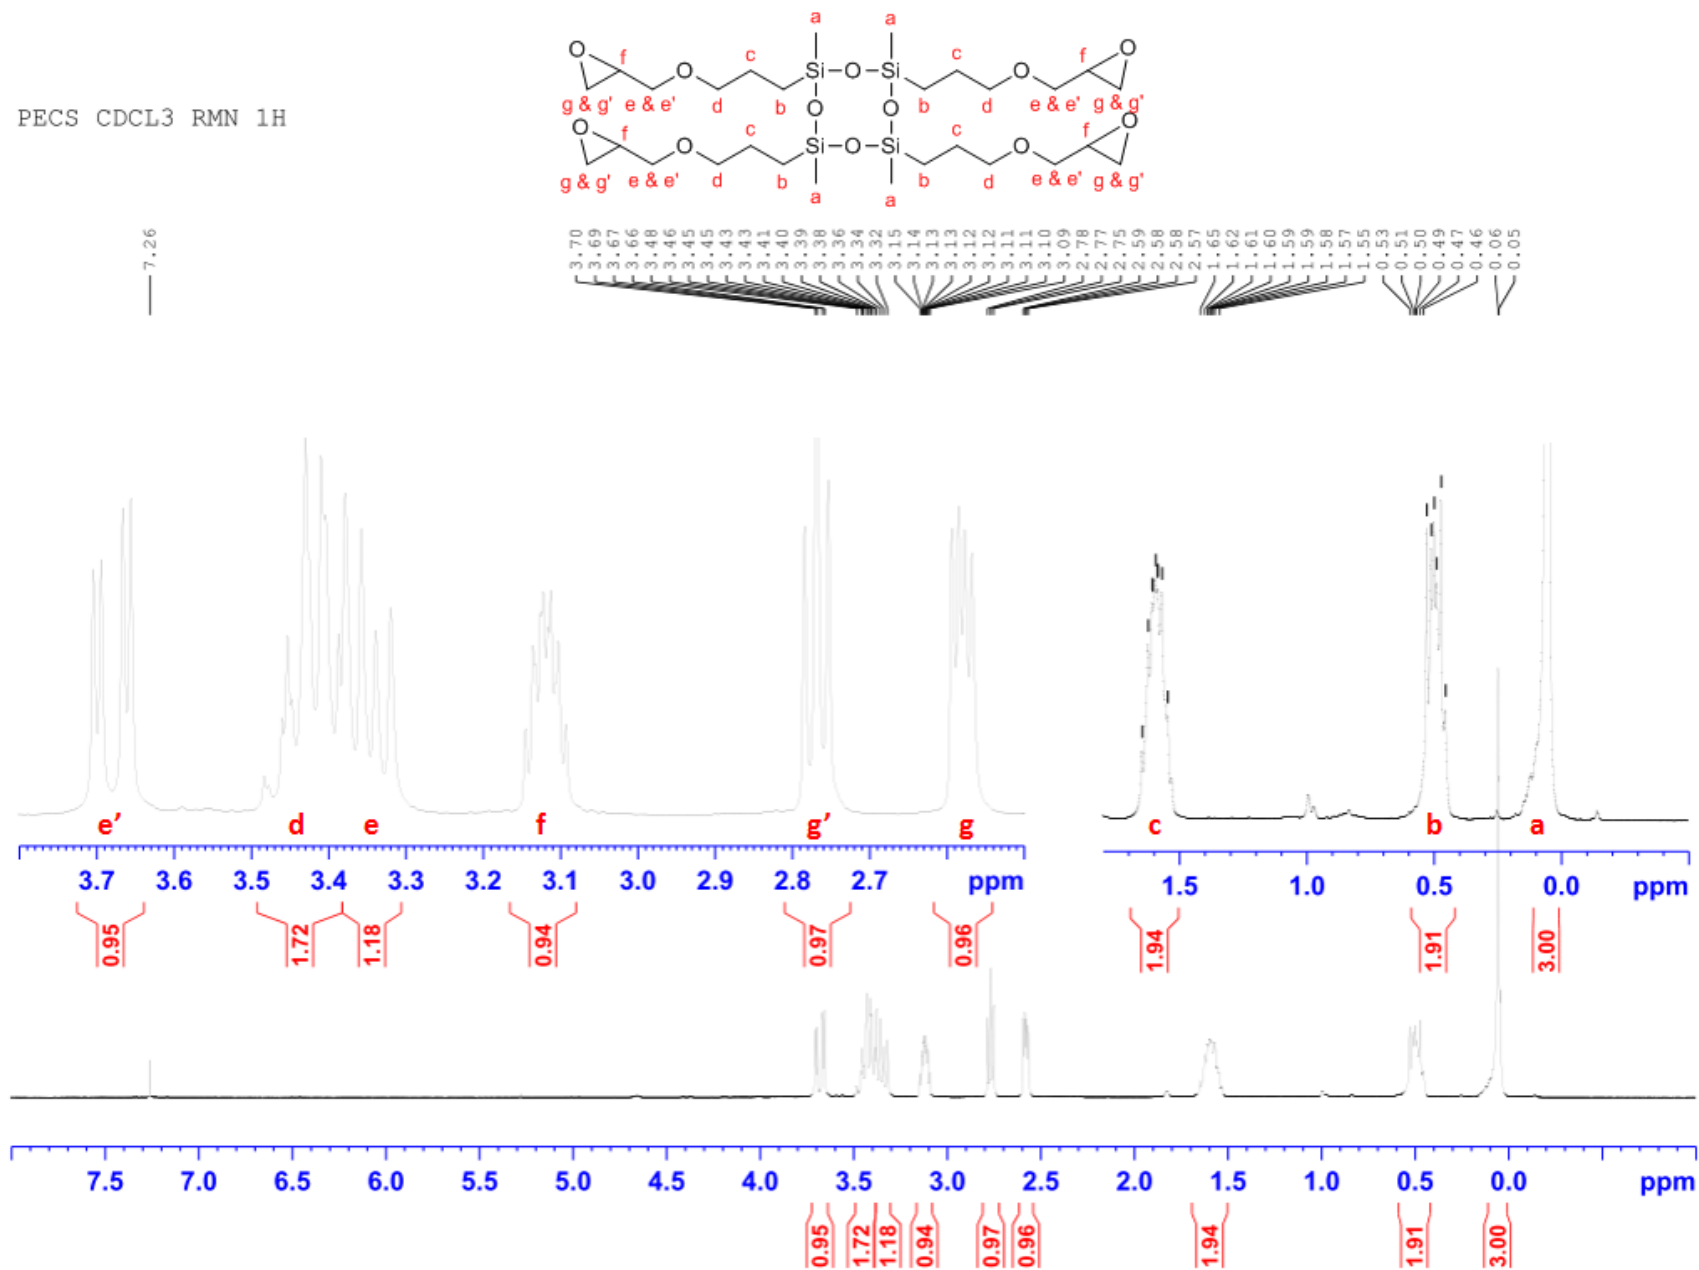 a a
O f c Si O Si c f O
O O
g & g' e & e' d b O O b d e & e' g & g'
PECS CDCL3 RMN 1H
O f c Si O Si c f O
O O
g & g' e & e' d b a a b d e & e' g & g'
7.26
3.70 3.69 3.67 3.66 3.48 3.46 3.45 3.45 3.43 3.43 3.41 3.40 3.39 3.38 3.36 3.34 3.32 3.15 3.14 3.13 3.13 3.12 3.12 3.11 3.11 3.10 3.09 2.78 2.77 2.75 2.59 2.58 2.58 2.57 1.65 1.62 1.61 1.60 1.59 1.59 1.58 1.57 1.55 0.53 0.51 0.50 0.49 0.47 0.46 0.06 0.05
e’ d e f g’ g c b a
3.7 3.6 3.5 3.4 3.3 3.2 3.1 3.0 2.9 2.8 2.7 ppm 1.5 1.0 0.5 0.0 ppm
0.95 1.72 1.18 0.94 0.97 0.96 1.94 1.91 3.00
7.5 7.0 6.5 6.0 5.5 5.0 4.5 4.0 3.5 3.0 2.5 2.0 1.5 1.0 0.5 0.0 ppm
0.95 1.72 1.18 0.94 0.97 0.96 1.94 1.91 3.00